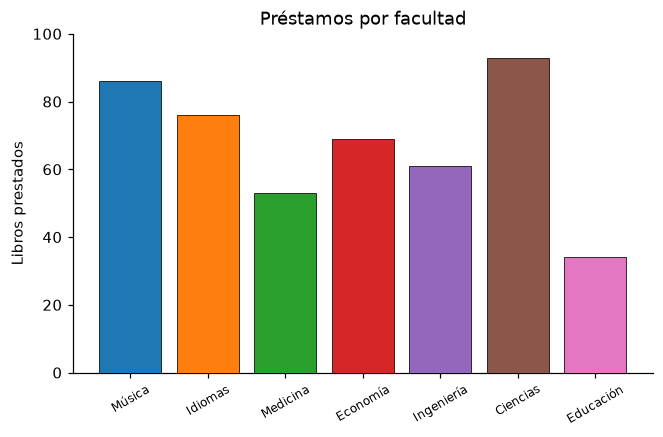 Préstamos por facultad
Libros prestados
100
80
60
40
20
0
Música
Idiomas
Medicina
Economía
Ingeniería
Ciencias
Educación